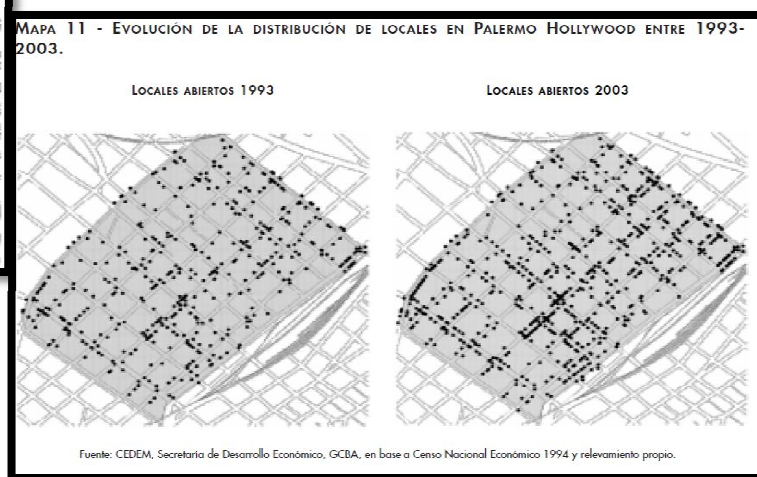 MAPA 11 - EVOLUCIÓN DE LA DISTRIBUCIÓN DE LOCALES EN PALERMO HOLLYWOOD ENTRE 1993-
2003.
LOCALES ABIERTOS 1993
LOCALES ABIERTOS 2003
Fuente: CEDEM, Secretaría de Desarrollo Económico, GCBA, en base a Censo Nacional Económico 1994 y relevamiento propio.